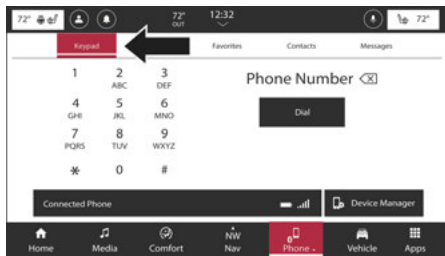 72° 72° OUT 12:32 72°
Keypad Favorites Contacts Messages
1 2 ABC 3 DEF
Phone Number
4 GHI 5 JKL 6 MNO
Dial
7 PQRS 8 TUV 9 WXYZ
* 0 #
Connected Phone Device Manager
Home Media Comfort NW Nav 0 Phone Vehicle Apps